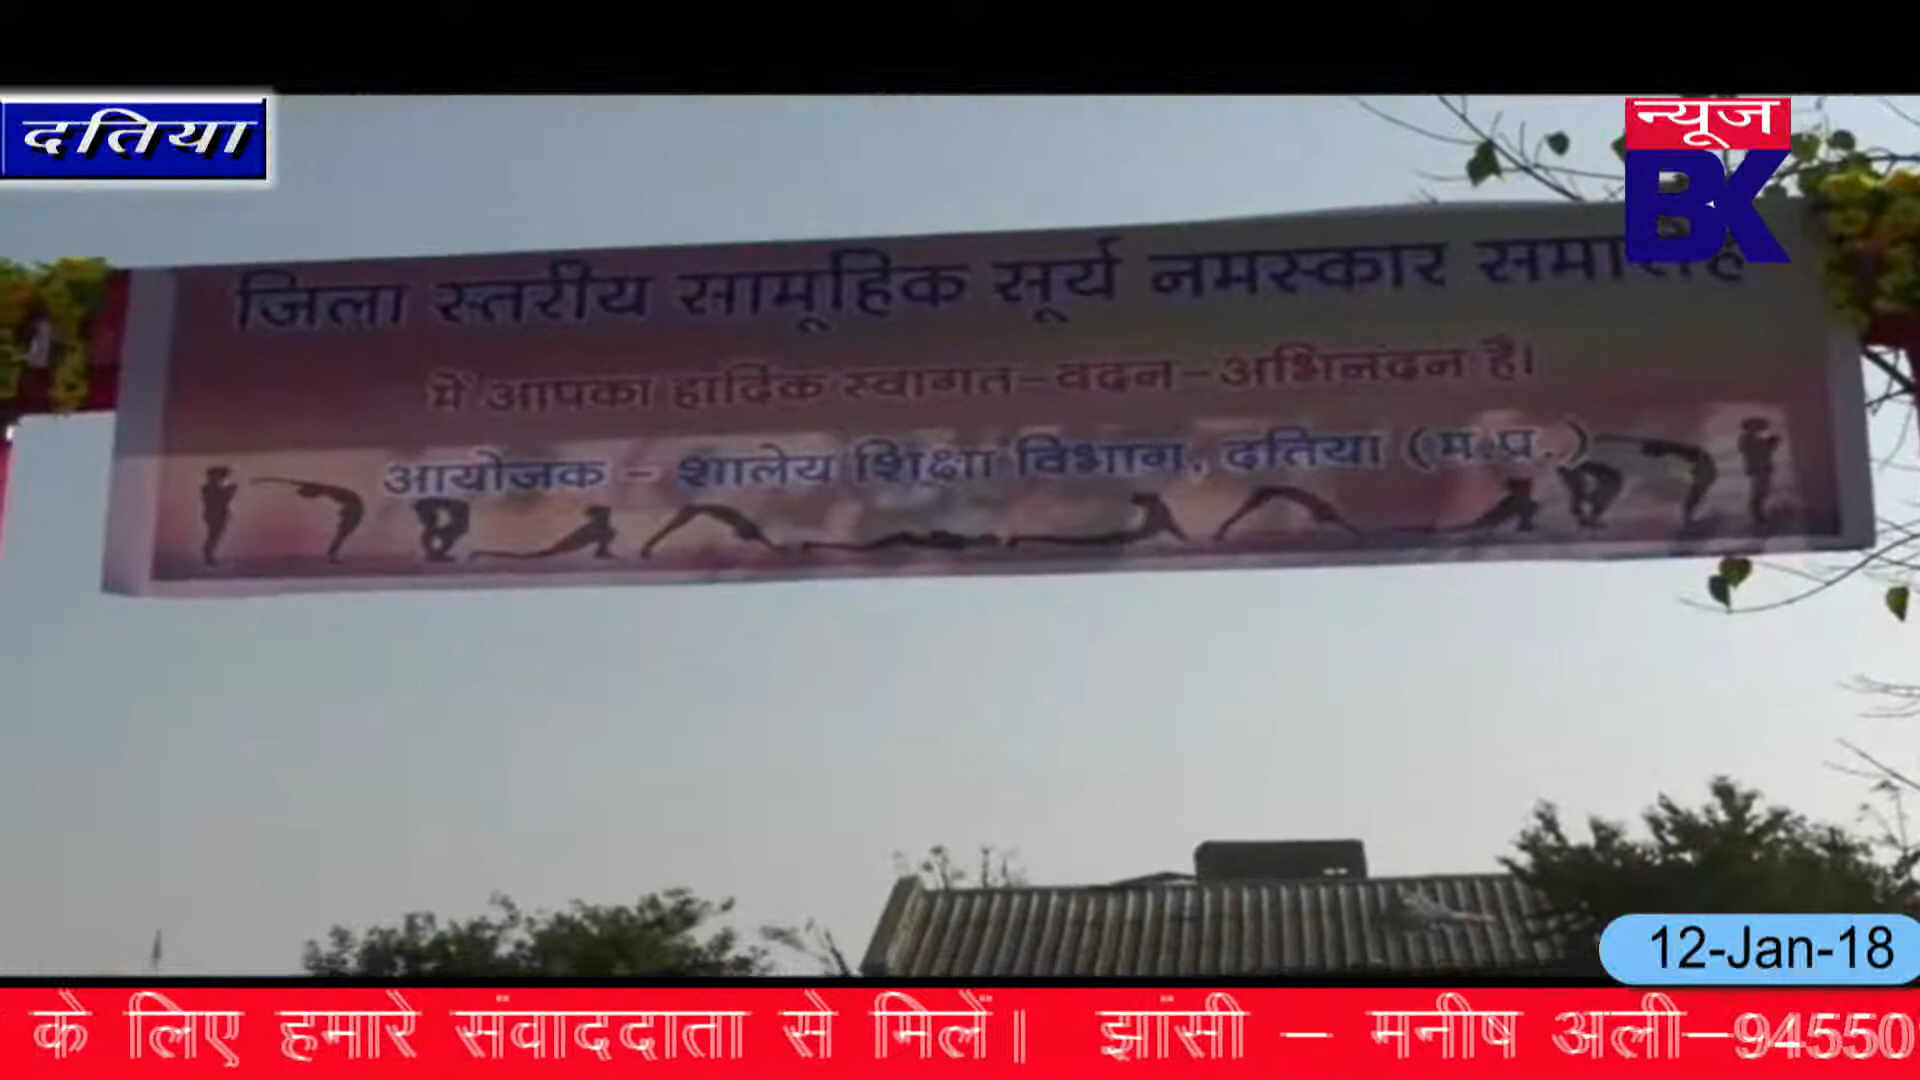 दतिया
न्यूज
BK
जिला स्तरीय सामूहिक सूर्य नमस्कार समारोह
में आपका हार्दिक स्वागत-वंदन-अभिनंदन है।
आयोजक - शालेय शिक्षा विभाग, दतिया (म.प्र.)
12-Jan-18
के लिए हमारे संवाददाता से मिलें। झांसी - मनीष अली-94550